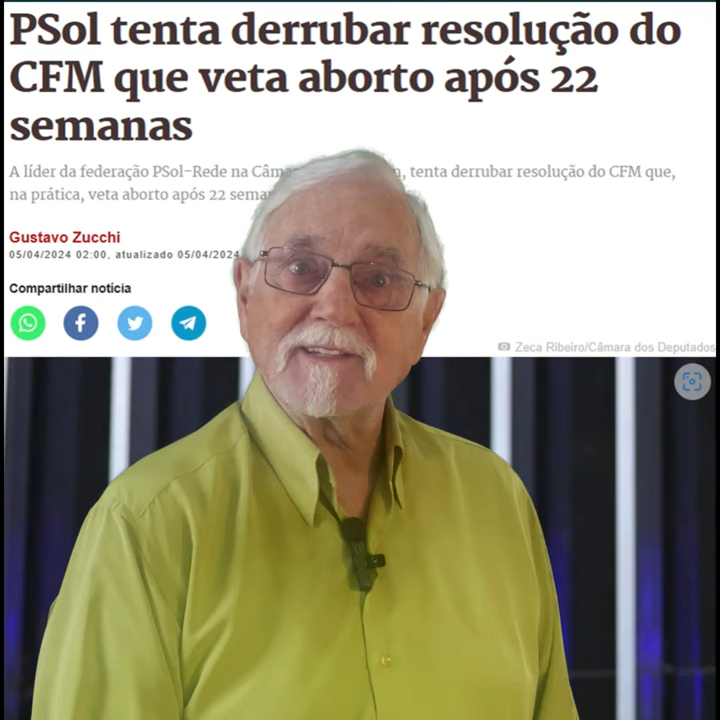 PSol tenta derrubar resolução do
CFM que veta aborto após 22
semanas
A líder da federação PSol-Rede na Câm n, tenta derrubar resolução do CFM que,
na prática, veta aborto após 22 sema
Gustavo Zucchi
05/04/2024 02:00, atualizado 05/04/2024
Compartilhar notícia
Zeca Ribeiro/Câmara dos Deputados